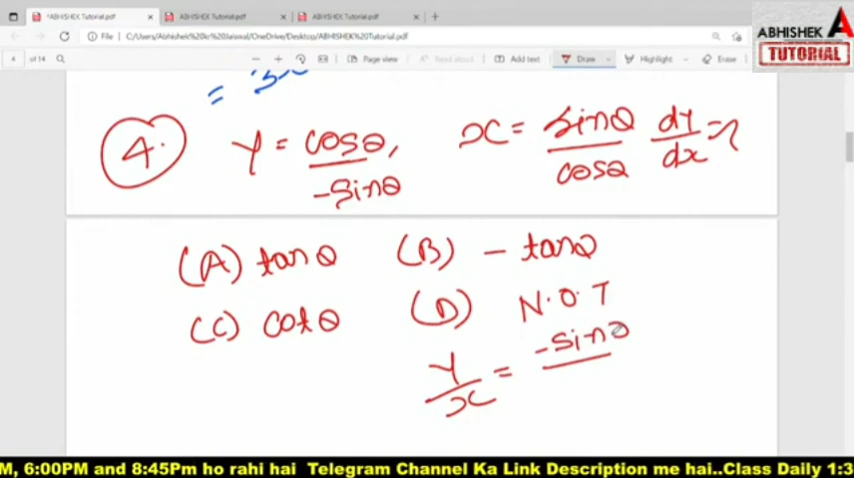 *ABHISHEK Tutorial.pdf
ABHISHEK Tutorial.pdf
ABHISHEK Tutorial.pdf
File
C:/Users/Abhishek%20kr%20Jaiswal/OneDrive/Desktop/ABHISHEK%20Tutorial.pdf
4 of 14
Page view
Read aloud
Add text
Draw
Highlight
Erase
ABHISHEK
TUTORIAL
=
4. Y = cosθ, x = sinθ dy
-sinθ cosθ dx = ?
(A) tanθ (B) - tanθ
(C) cotθ (D) N.O.T
Y = -sinθ
x
M, 6:00PM and 8:45Pm ho rahi hai Telegram Channel Ka Link Description me hai..Class Daily 1:3